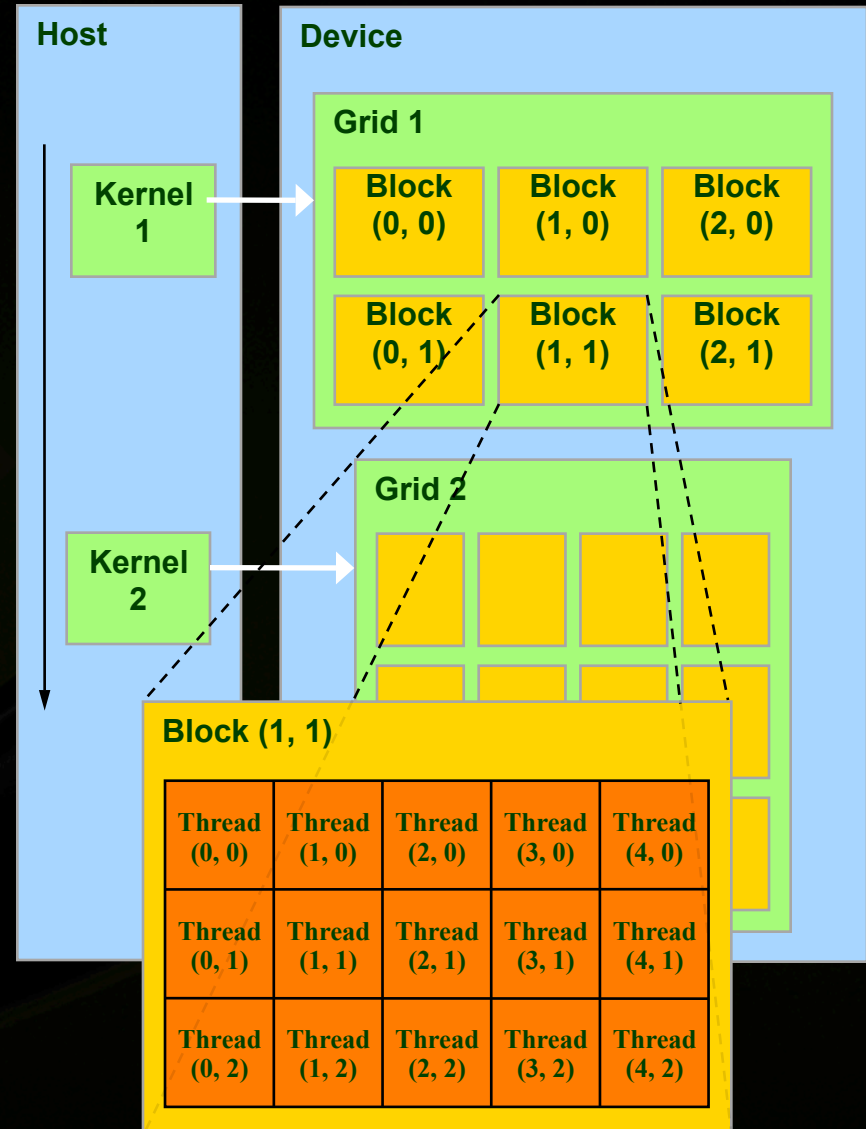 Host
Device
Grid 1
Kernel
1
Block
(0, 0)
Block
(1, 0)
Block
(2, 0)
Block
(0, 1)
Block
(1, 1)
Block
(2, 1)
Grid 2
Kernel
2
Block (1, 1)
Thread
(0, 0)
Thread
(1, 0)
Thread
(2, 0)
Thread
(3, 0)
Thread
(4, 0)
Thread
(0, 1)
Thread
(1, 1)
Thread
(2, 1)
Thread
(3, 1)
Thread
(4, 1)
Thread
(0, 2)
Thread
(1, 2)
Thread
(2, 2)
Thread
(3, 2)
Thread
(4, 2)